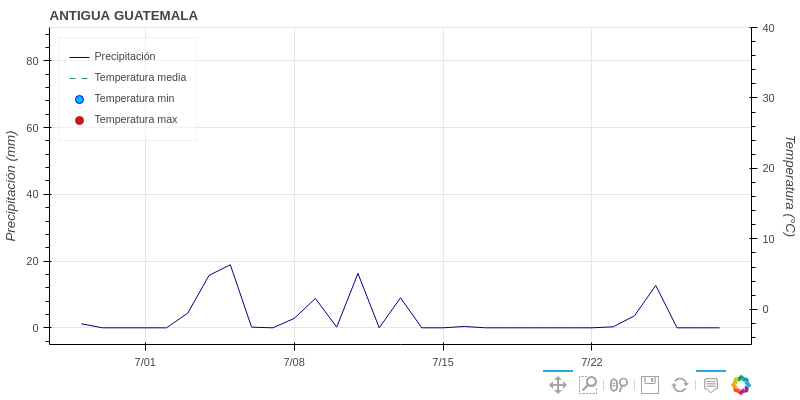 ANTIGUA GUATEMALA
Precipitación
Temperatura media
Temperatura min
Temperatura max
Precipitación (mm)
80
60
40
20
0
Temperatura (°C)
40
30
20
10
0
7/01 7/08 7/15 7/22